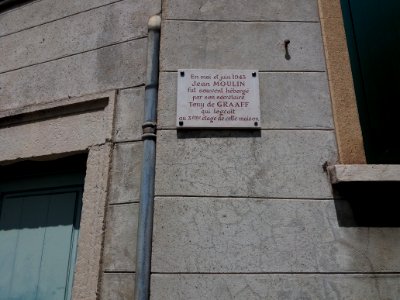 En mai et juin 1943
Jean MOULIN
fut souvent hébergé
par son secrétaire
Tony de GRAAFF
qui logeait
au 3ème étage de cette maison